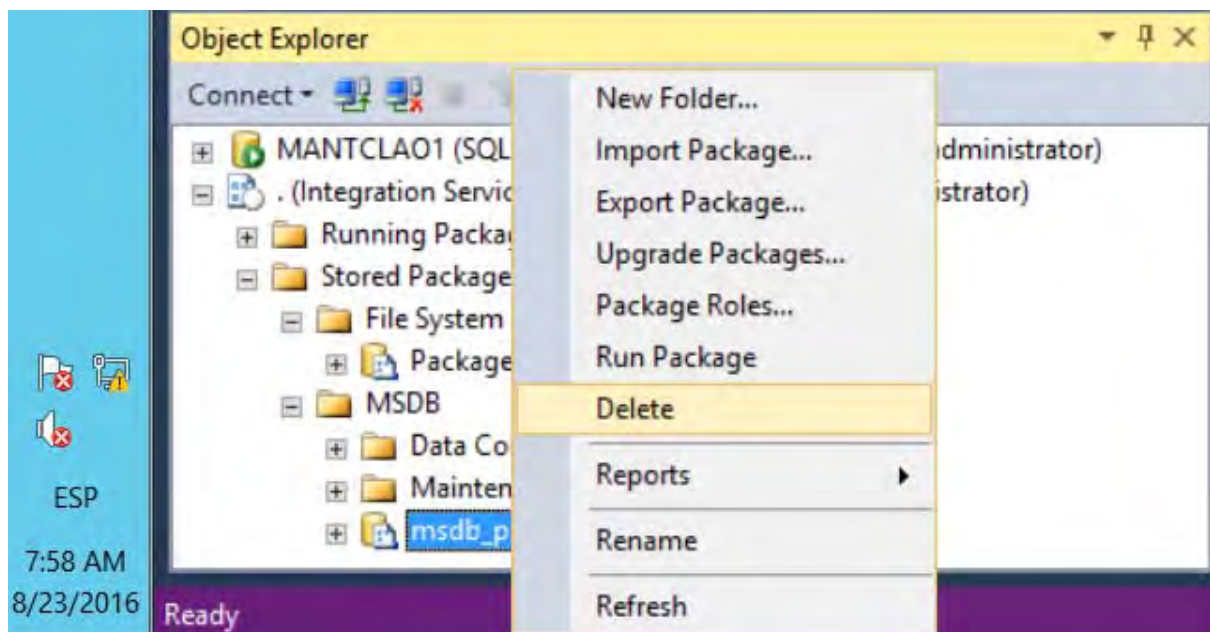 Object Explorer
Connect
MANTCLAO1 (SQL
dministrator)
. (Integration Servic
istrator)
Running Packa
Stored Package
File System
Package
MSDB
Data Co
Mainten
msdb_p
New Folder...
Import Package...
Export Package...
Upgrade Packages...
Package Roles...
Run Package
Delete
Reports
Rename
Refresh
ESP
7:58 AM
8/23/2016
Ready